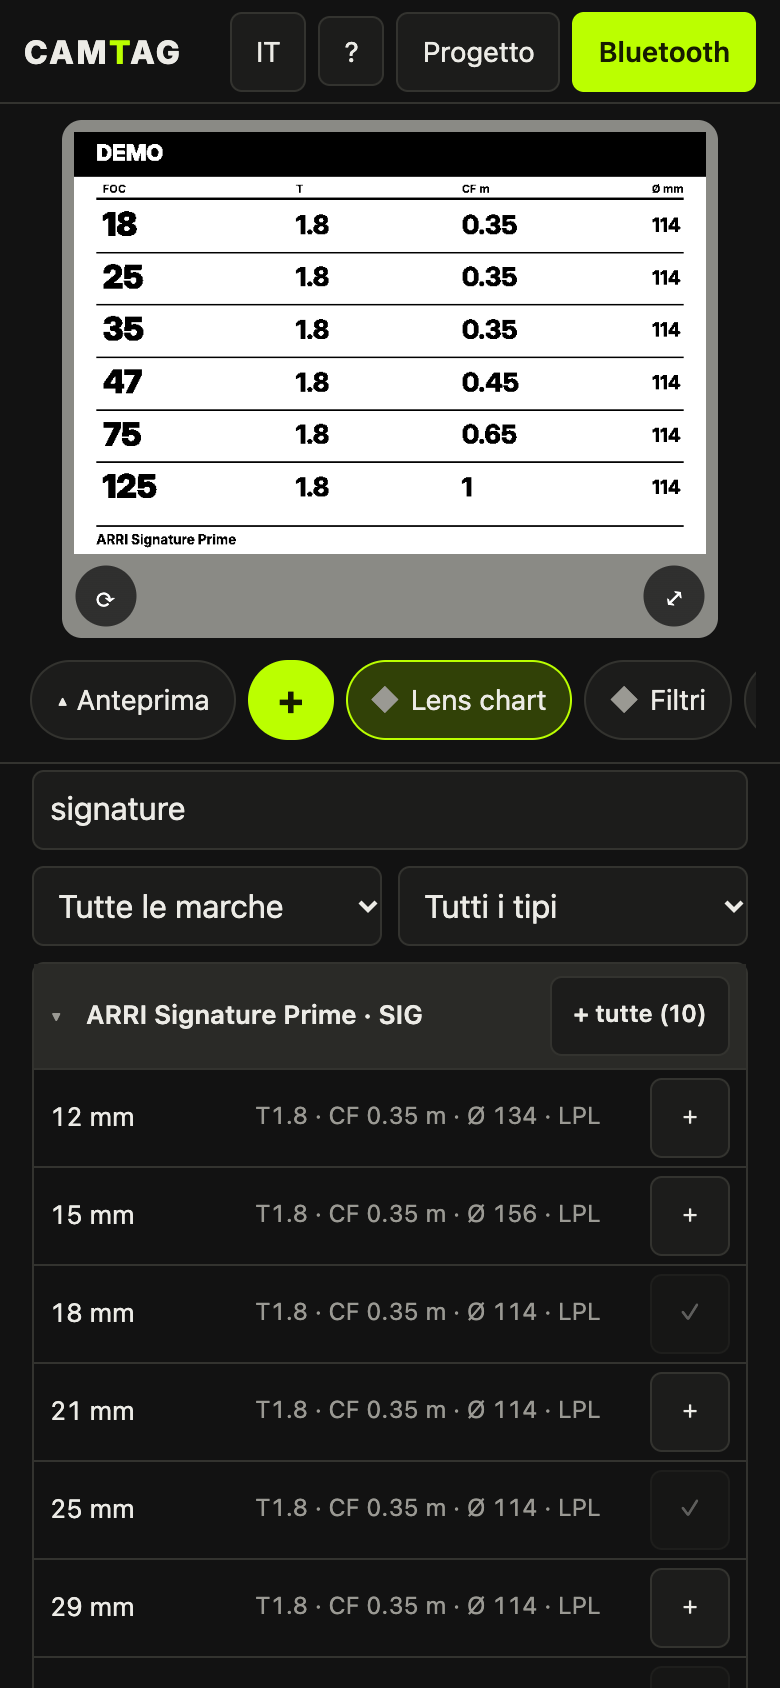 CAMTAG IT ? Progetto Bluetooth
DEMO
FOC T CF m Ø mm
18 1.8 0.35 114
25 1.8 0.35 114
35 1.8 0.35 114
47 1.8 0.45 114
75 1.8 0.65 114
125 1.8 1 114
ARRI Signature Prime
▲ Anteprima + Lens chart Filtri
signature
Tutte le marche Tutti i tipi
▼ ARRI Signature Prime · SIG + tutte (10)
12 mm T1.8 · CF 0.35 m · Ø 134 · LPL +
15 mm T1.8 · CF 0.35 m · Ø 156 · LPL +
18 mm T1.8 · CF 0.35 m · Ø 114 · LPL ✓
21 mm T1.8 · CF 0.35 m · Ø 114 · LPL +
25 mm T1.8 · CF 0.35 m · Ø 114 · LPL ✓
29 mm T1.8 · CF 0.35 m · Ø 114 · LPL +